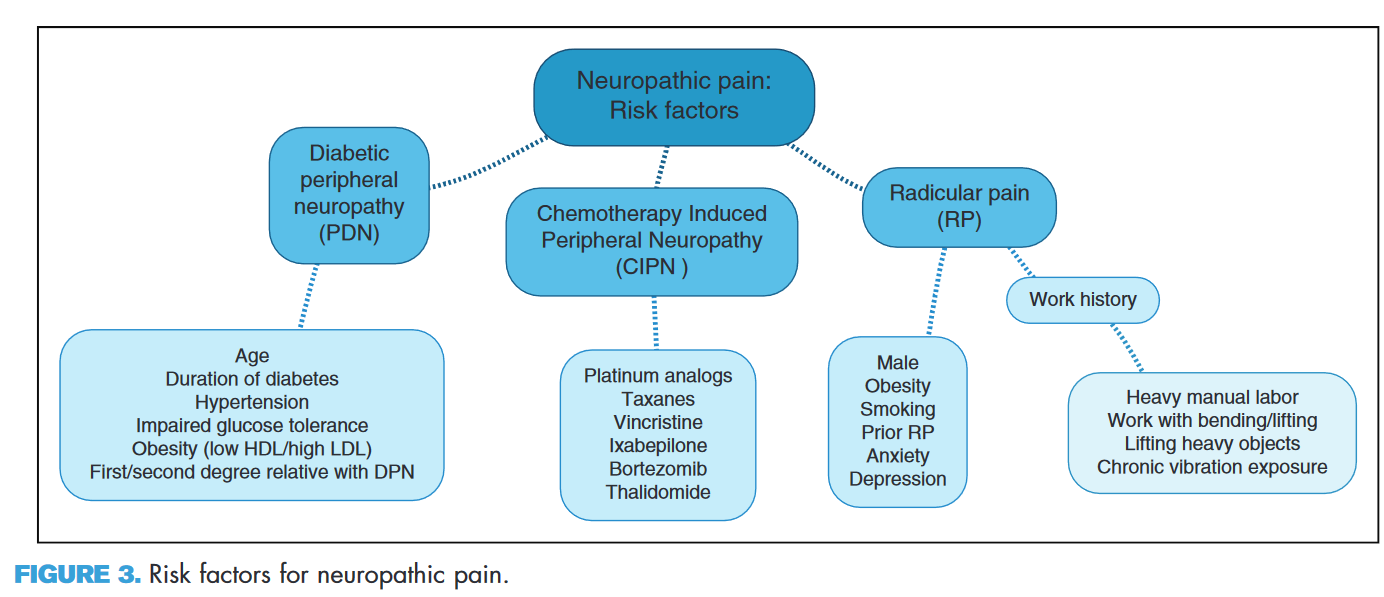 Neuropathic pain:
Risk factors
Diabetic
peripheral
neuropathy
(PDN)
Chemotherapy Induced
Peripheral Neuropathy
(CIPN )
Radicular pain
(RP)
Work history
Age
Duration of diabetes
Hypertension
Impaired glucose tolerance
Obesity (low HDL/high LDL)
First/second degree relative with DPN
Platinum analogs
Taxanes
Vincristine
Ixabepilone
Bortezomib
Thalidomide
Male
Obesity
Smoking
Prior RP
Anxiety
Depression
Heavy manual labor
Work with bending/lifting
Lifting heavy objects
Chronic vibration exposure
FIGURE 3. Risk factors for neuropathic pain.